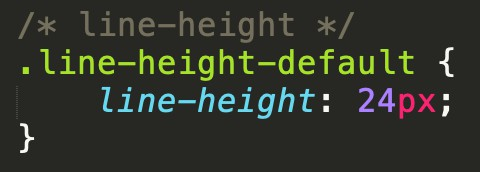 /* line-height */
.line-height-default {
    line-height: 24px;
}